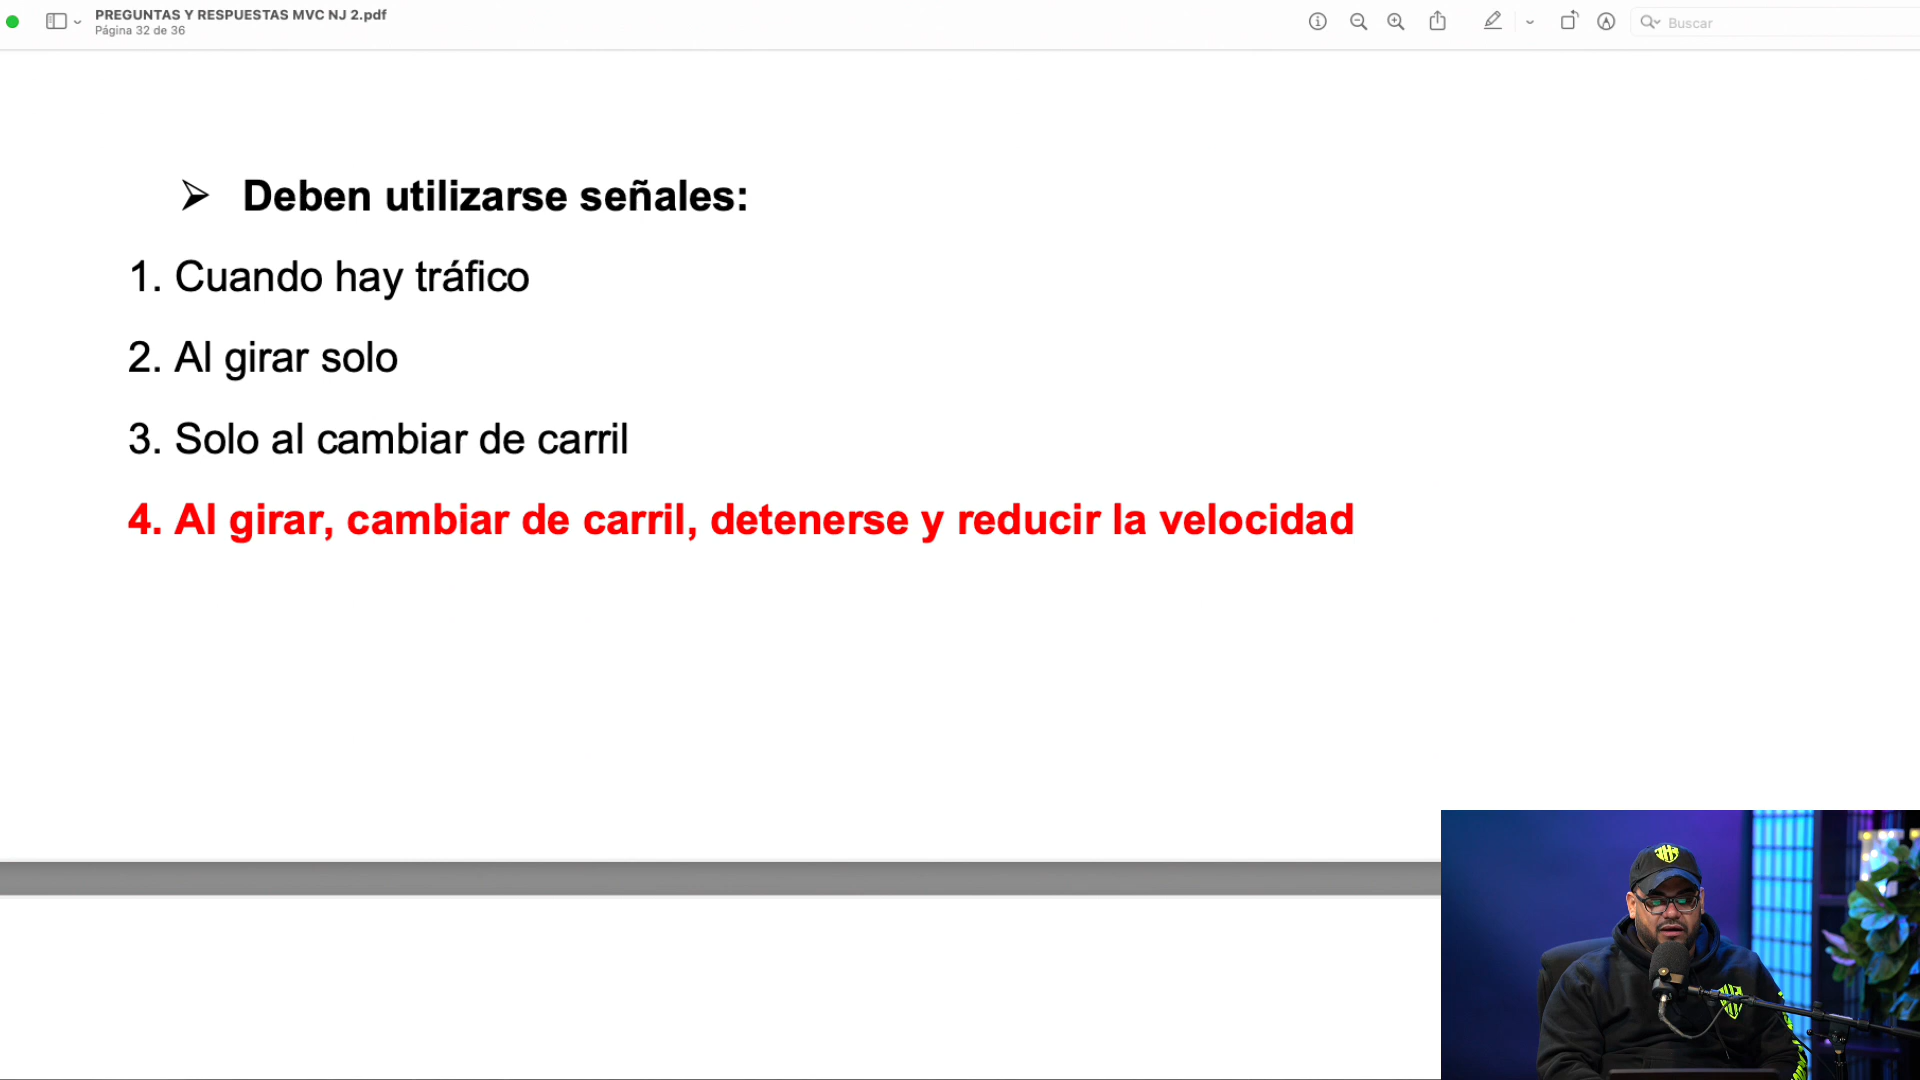 PREGUNTAS Y RESPUESTAS MVC NJ 2.pdf
Página 32 de 36
Buscar
➢ Deben utilizarse señales:
1. Cuando hay tráfico
2. Al girar solo
3. Solo al cambiar de carril
4. Al girar, cambiar de carril, detenerse y reducir la velocidad